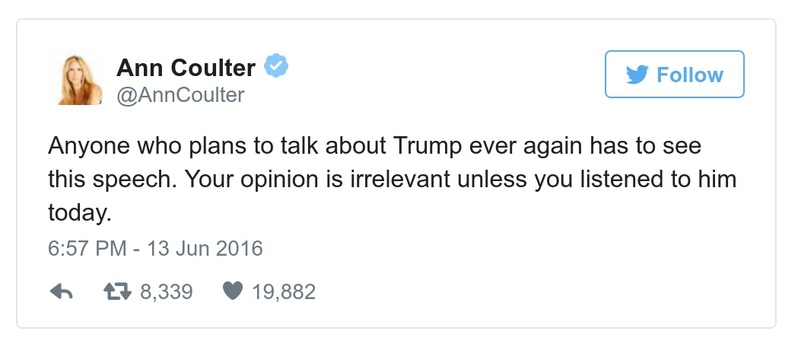 Ann Coulter
@AnnCoulter
Follow
Anyone who plans to talk about Trump ever again has to see
this speech. Your opinion is irrelevant unless you listened to him
today.
6:57 PM - 13 Jun 2016
8,339 19,882